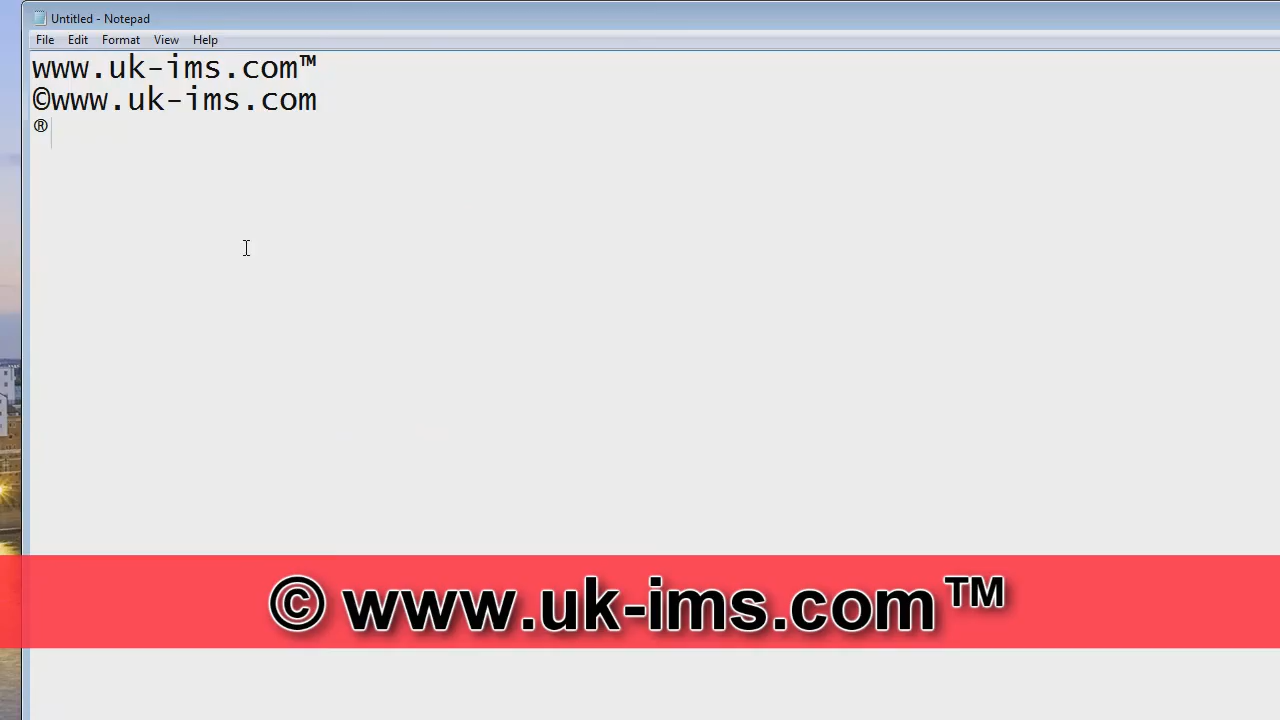 Untitled - Notepad
File Edit Format View Help
www.uk-ims.com™
©www.uk-ims.com
®
© www.uk-ims.com™